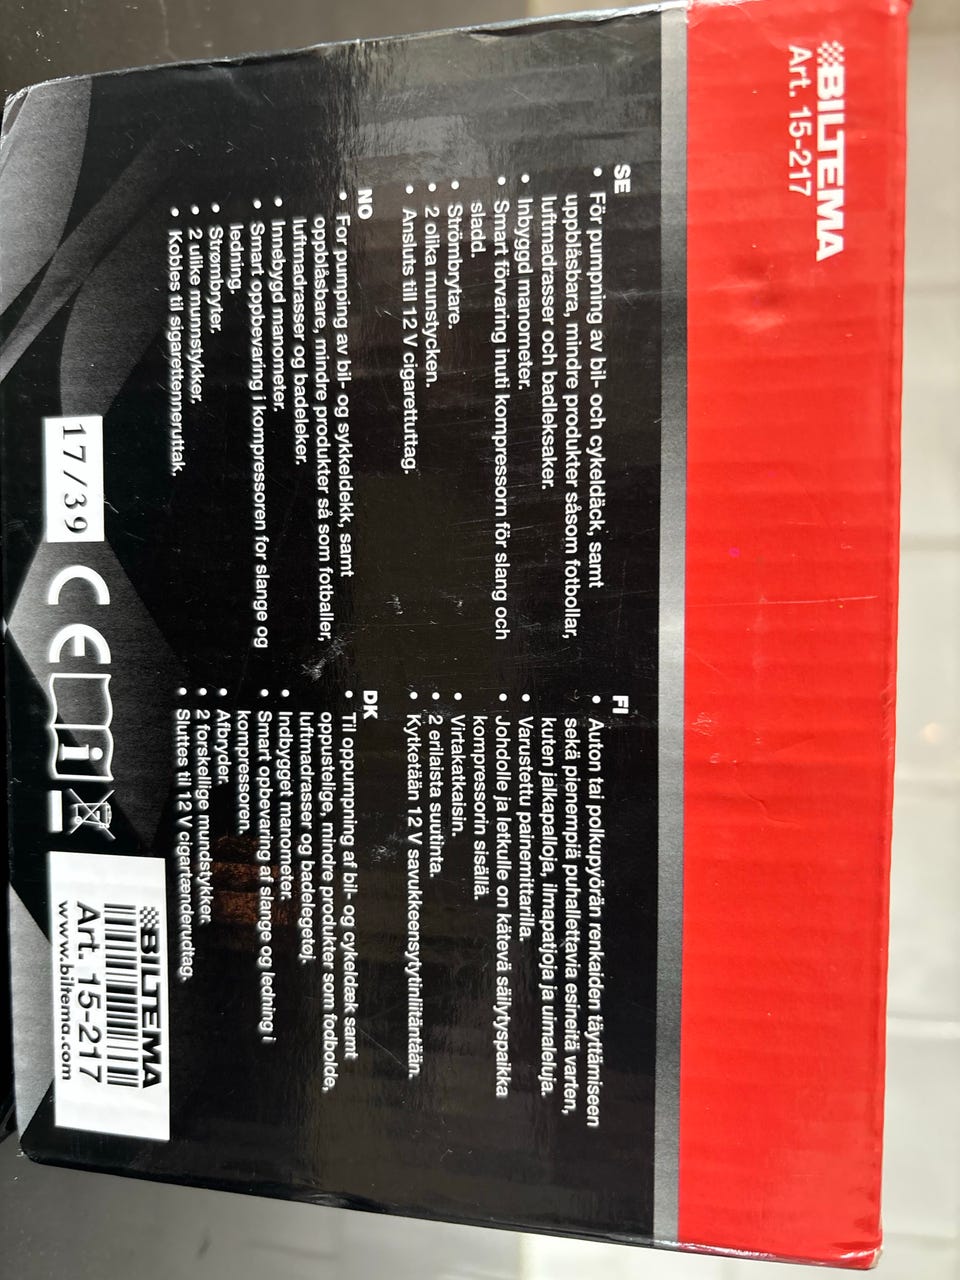 BILTEMA
Art. 15-217
SE
• För pumpning av bil- och cykeldäck, samt
uppblåsbara, mindre produkter såsom fotbollar,
luftmadrasser och badleksaker.
• Inbyggd manometer.
• Smart förvaring inuti kompressorn för slang och
sladd.
• Strömbrytare.
• 2 olika munstycken.
• Ansluts till 12 V cigarettuttag.
FI
• Auton tai polkupyörän renkaiden täyttämiseen
sekä pienempiä puhallettavia esineitä varten,
kuten jalkapalloja, ilmapatjoja ja uimaleluja.
• Varustettu painemittarilla.
• Johdolle ja letkulle on kätevä säilytyspaikka
kompressorin sisällä.
• Virtakatkaisin.
• 2 erilaista suutinta.
• Kytketään 12 V savukkeensytytinliitäntään.
NO
• For pumping av bil- og sykkeldekk, samt
oppblåsbare, mindre produkter så som fotballer,
luftmadrasser og badeleker.
• Innebygd manometer.
• Smart oppbevaring i kompressoren for slange og
ledning.
• Strømbryter.
• 2 ulike munnstykker.
• Kobles til sigarettenneruttak.
DK
• Til oppumpning af bil- og cykeldæk samt
oppustelige, mindre produkter som fodbolde,
luftmadrasser og badelegetøj.
• Indbygget manometer.
• Smart opbevaring af slange og ledning i
kompressoren.
• Afbryder.
• 2 forskellige mundstykker.
• Sluttes til 12 V cigartænderudtag.
17/39
CE
i
BILTEMA
Art. 15-217
www.biltema.com